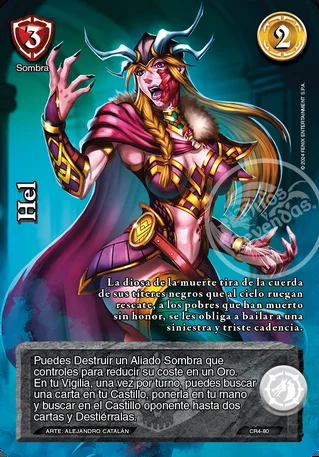 3
2
Sombra
© 2024 FENIX ENTERTAINMENT S.P.A.
Hel
La diosa de la muerte tira de la cuerda
de sus títeres negros que al cielo ruegan
rescate, a los pobres que han muerto
sin honor, se les obliga a bailar a una
siniestra y triste cadencia.
Puedes Destruir un Aliado Sombra que
controles para reducir su coste en un Oro.
En tu Vigilia, una vez por turno, puedes buscar
una carta en tu Castillo, ponerla en tu mano
y buscar en el Castillo oponente hasta dos
cartas y Destiérralas.
ARTE: ALEJANDRO CATALÁN
CR4-80